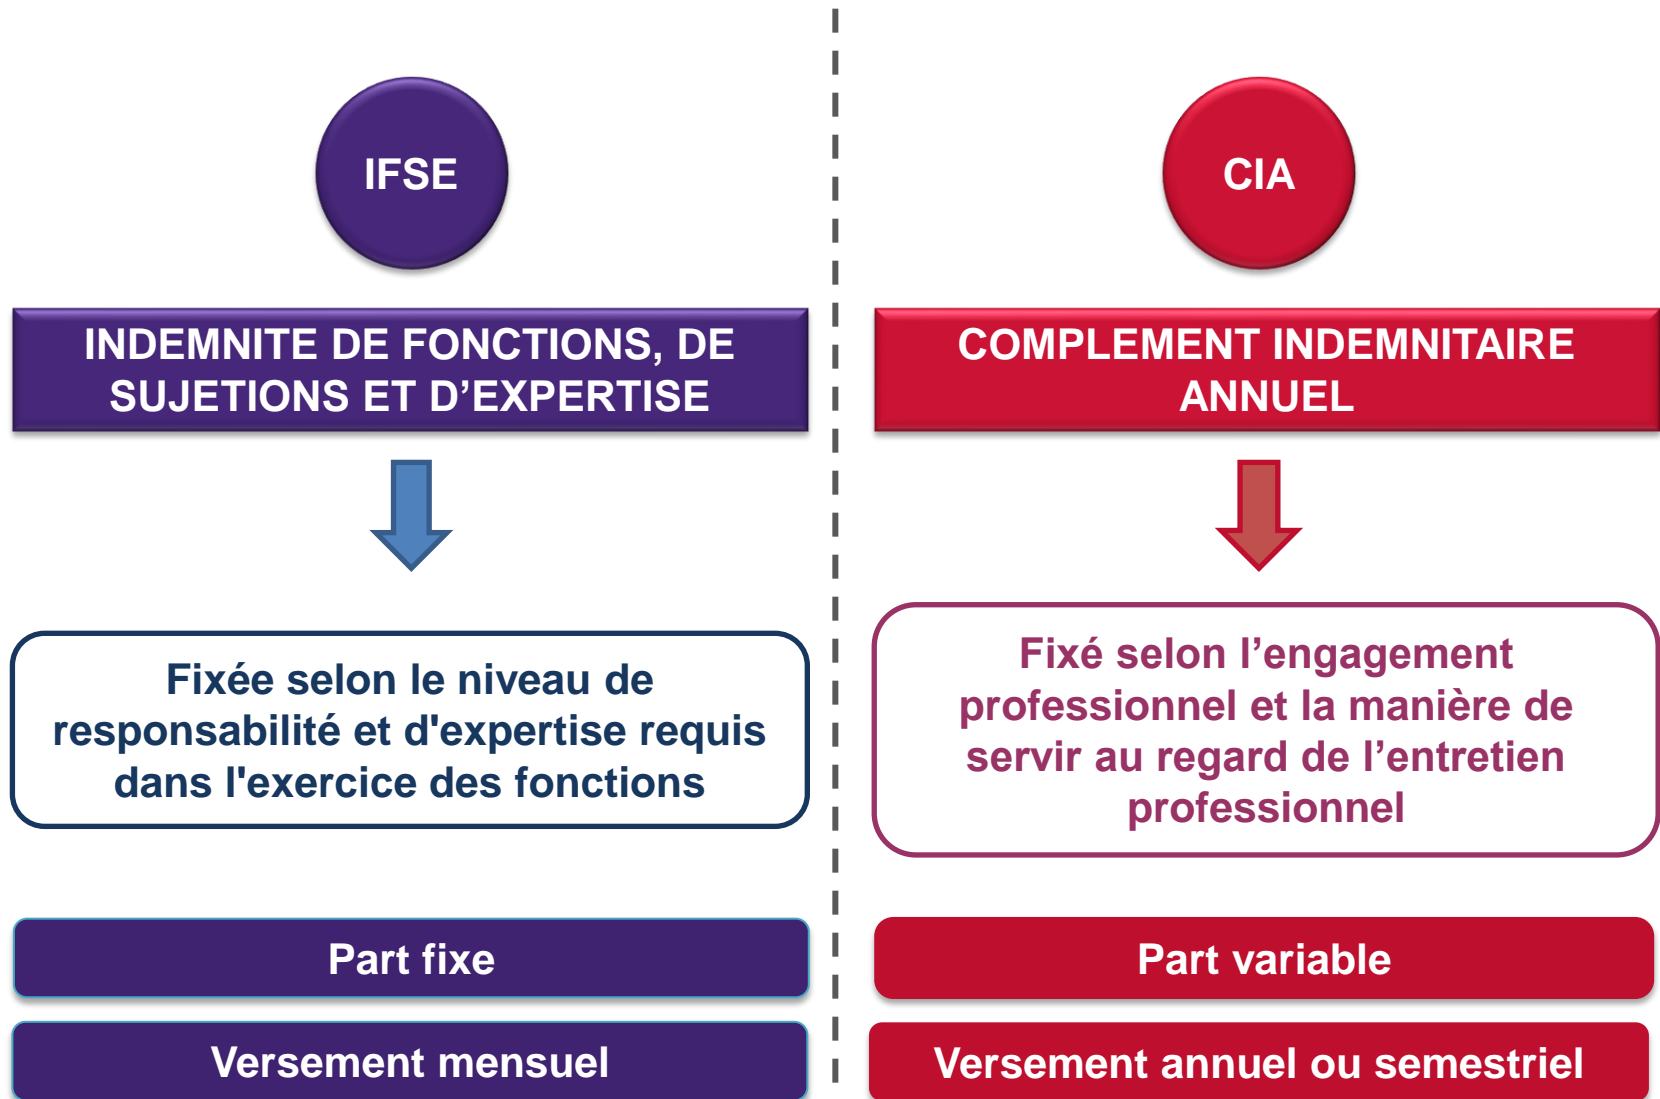 IFSE
INDEMNITE DE FONCTIONS, DE
SUJETIONS ET D’EXPERTISE
Fixée selon le niveau de
responsabilité et d'expertise requis
dans l'exercice des fonctions
Part fixe
Versement mensuel
CIA
COMPLEMENT INDEMNITAIRE
ANNUEL
Fixé selon l’engagement
professionnel et la manière de
servir au regard de l’entretien
professionnel
Part variable
Versement annuel ou semestriel